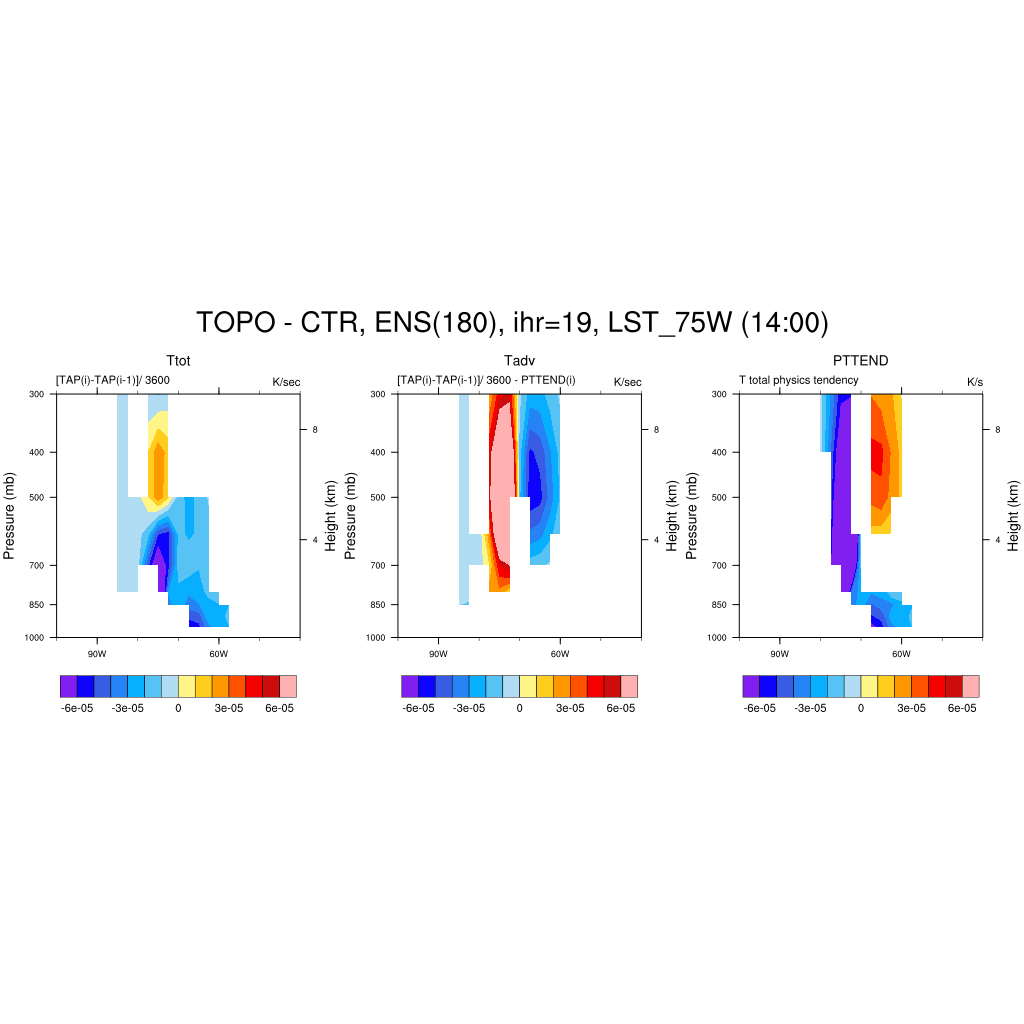 TOPO - CTR, ENS(180), ihr=19, LST_75W (14:00)
Ttot
[TAP(i)-TAP(i-1)]/ 3600 K/sec
300
400
500
700
850
1000
Pressure (mb)
8
4
Height (km)
90W 60W
-6e-05 -3e-05 0 3e-05 6e-05
Tadv
[TAP(i)-TAP(i-1)]/ 3600 - PTTEND(i) K/sec
300
400
500
700
850
1000
Pressure (mb)
8
4
Height (km)
90W 60W
-6e-05 -3e-05 0 3e-05 6e-05
PTTEND
T total physics tendency K/s
300
400
500
700
850
1000
Pressure (mb)
8
4
Height (km)
90W 60W
-6e-05 -3e-05 0 3e-05 6e-05